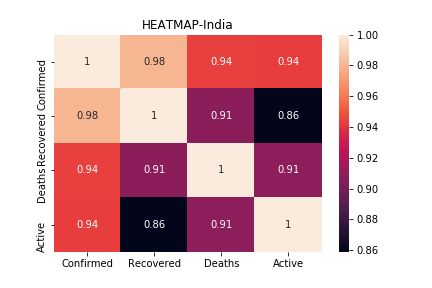 HEATMAP-India
Confirmed
1
0.98
0.94
0.94
Recovered
0.98
1
0.91
0.86
Deaths
0.94
0.91
1
0.91
Active
0.94
0.86
0.91
1
Confirmed
Recovered
Deaths
Active
1.00
0.98
0.96
0.94
0.92
0.90
0.88
0.86